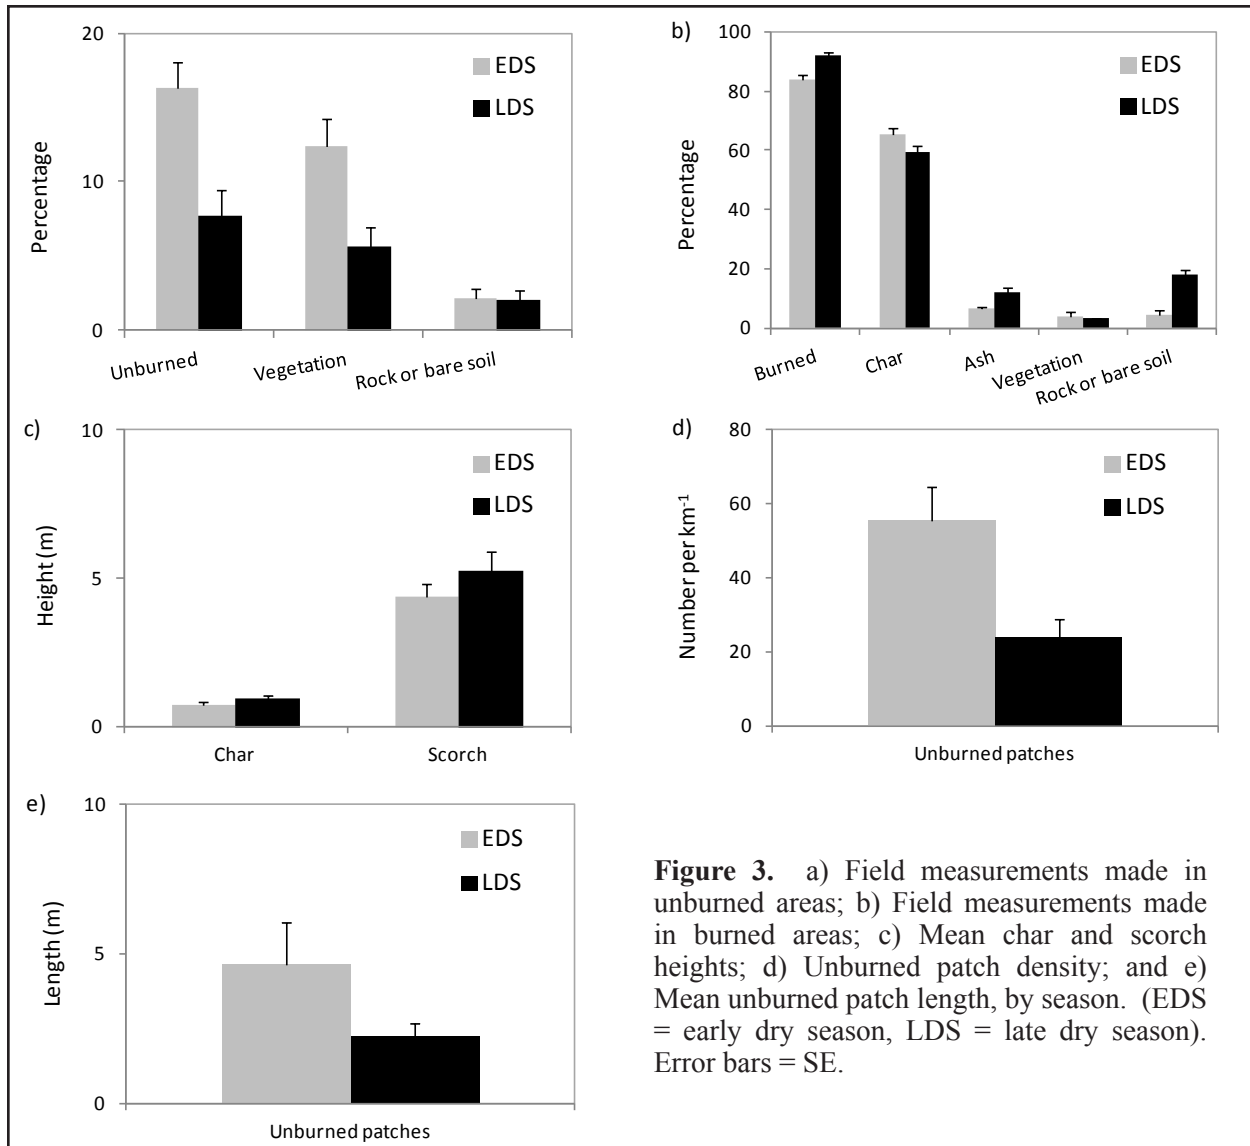 20
10
0
Percentage
EDS
LDS
Unburned
Vegetation
Rock or bare soil
b)
100
80
60
40
20
0
Percentage
EDS
LDS
Burned
Char
Ash
Vegetation
Rock or bare soil
c)
10
5
0
Height (m)
EDS
LDS
Char
Scorch
d)
80
60
40
20
0
Number per km⁻¹
EDS
LDS
Unburned patches
e)
10
5
0
Length (m)
EDS
LDS
Unburned patches
Figure 3. a) Field measurements made in
unburned areas; b) Field measurements made
in burned areas; c) Mean char and scorch
heights; d) Unburned patch density; and e)
Mean unburned patch length, by season. (EDS
= early dry season, LDS = late dry season).
Error bars = SE.